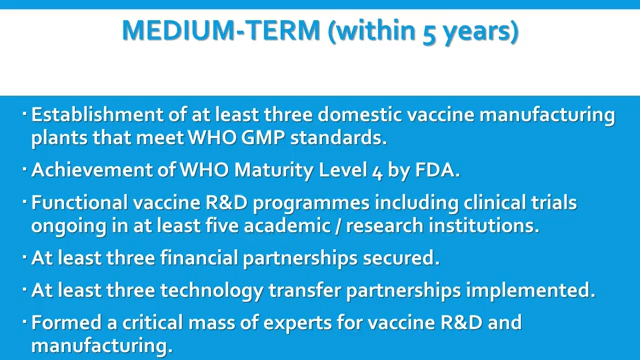 MEDIUM-TERM (within 5 years)
· Establishment of at least three domestic vaccine manufacturing
plants that meet WHO GMP standards.
· Achievement of WHO Maturity Level 4 by FDA.
· Functional vaccine R&D programmes including clinical trials
ongoing in at least five academic / research institutions.
· At least three financial partnerships secured.
· At least three technology transfer partnerships implemented.
· Formed a critical mass of experts for vaccine R&D and
manufacturing.